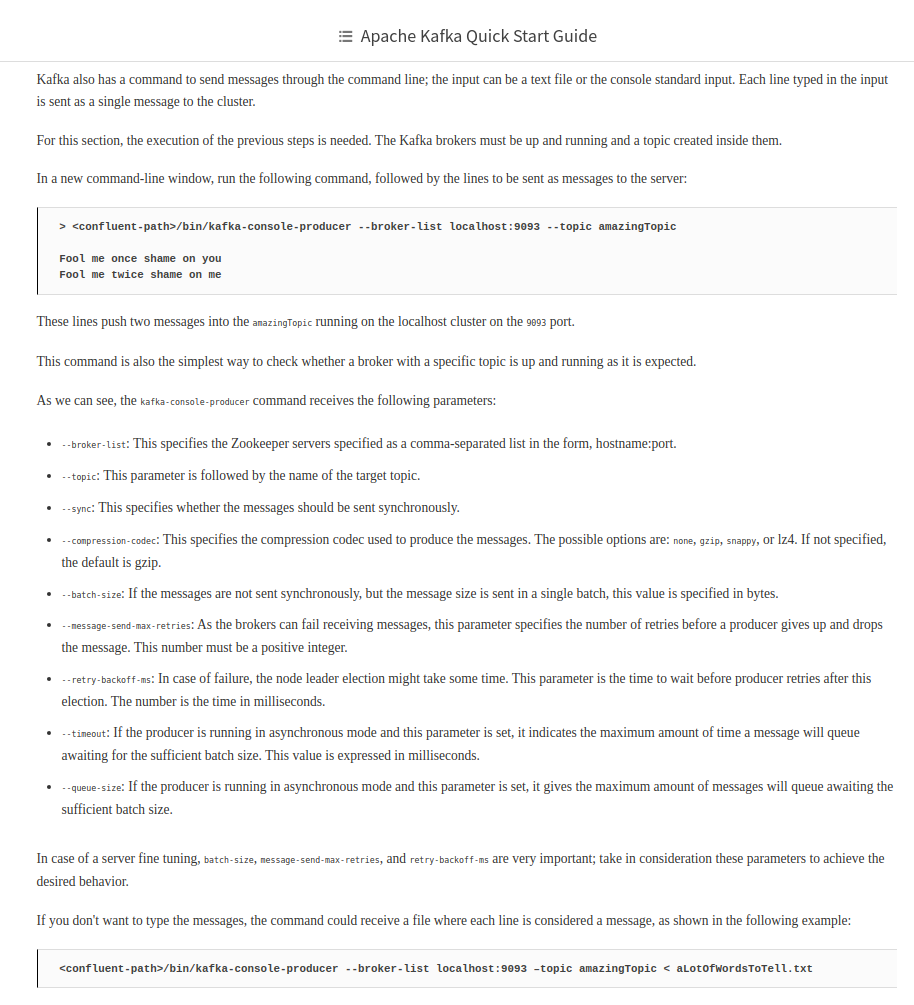 Apache Kafka Quick Start Guide
Kafka also has a command to send messages through the command line; the input can be a text file or the console standard input. Each line typed in the input
is sent as a single message to the cluster.
For this section, the execution of the previous steps is needed. The Kafka brokers must be up and running and a topic created inside them.
In a new command-line window, run the following command, followed by the lines to be sent as messages to the server:
> <confluent-path>/bin/kafka-console-producer --broker-list localhost:9093 --topic amazingTopic
Fool me once shame on you
Fool me twice shame on me
These lines push two messages into the amazingTopic running on the localhost cluster on the 9093 port.
This command is also the simplest way to check whether a broker with a specific topic is up and running as it is expected.
As we can see, the kafka-console-producer command receives the following parameters:
• --broker-list: This specifies the Zookeeper servers specified as a comma-separated list in the form, hostname:port.
• --topic: This parameter is followed by the name of the target topic.
• --sync: This specifies whether the messages should be sent synchronously.
• --compression-codec: This specifies the compression codec used to produce the messages. The possible options are: none, gzip, snappy, or lz4. If not specified,
the default is gzip.
• --batch-size: If the messages are not sent synchronously, but the message size is sent in a single batch, this value is specified in bytes.
• --message-send-max-retries: As the brokers can fail receiving messages, this parameter specifies the number of retries before a producer gives up and drops
the message. This number must be a positive integer.
• --retry-backoff-ms: In case of failure, the node leader election might take some time. This parameter is the time to wait before producer retries after this
election. The number is the time in milliseconds.
• --timeout: If the producer is running in asynchronous mode and this parameter is set, it indicates the maximum amount of time a message will queue
awaiting for the sufficient batch size. This value is expressed in milliseconds.
• --queue-size: If the producer is running in asynchronous mode and this parameter is set, it gives the maximum amount of messages will queue awaiting the
sufficient batch size.
In case of a server fine tuning, batch-size, message-send-max-retries, and retry-backoff-ms are very important; take in consideration these parameters to achieve the
desired behavior.
If you don't want to type the messages, the command could receive a file where each line is considered a message, as shown in the following example:
<confluent-path>/bin/kafka-console-producer --broker-list localhost:9093 –topic amazingTopic < aLotOfWordsToTell.txt